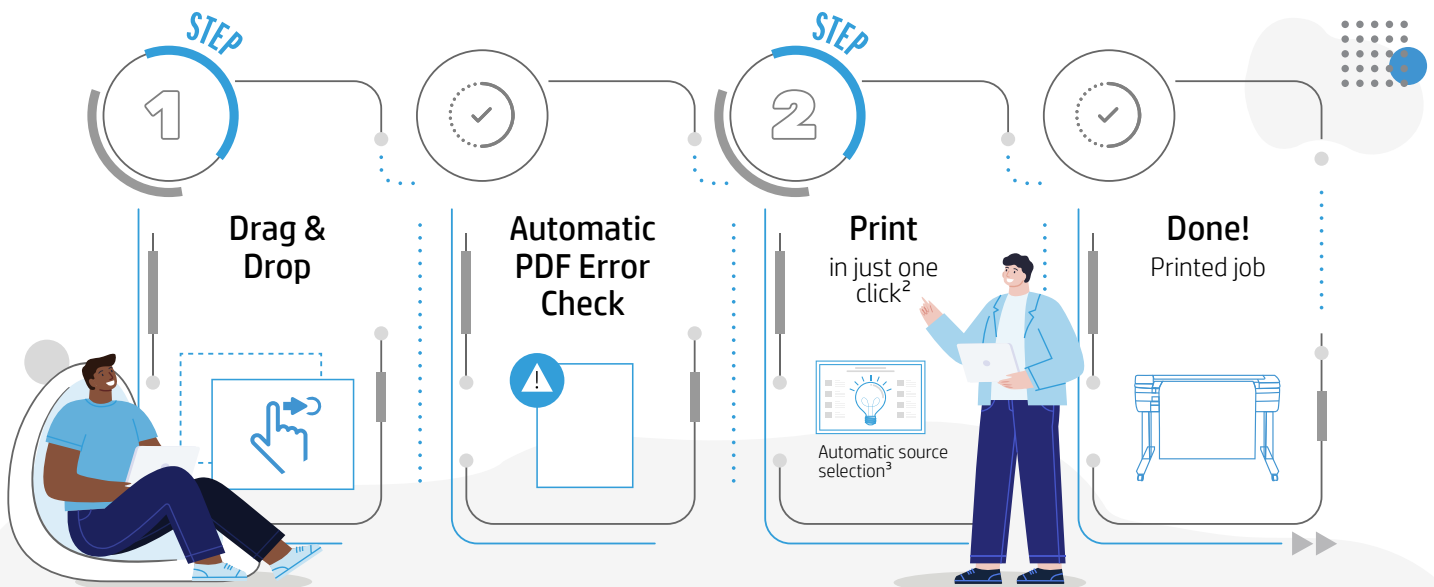 STEP
1
Drag &
Drop
Automatic
PDF Error
Check
STEP
2
Print
in just one
click²
Automatic source
selection³
Done!
Printed job